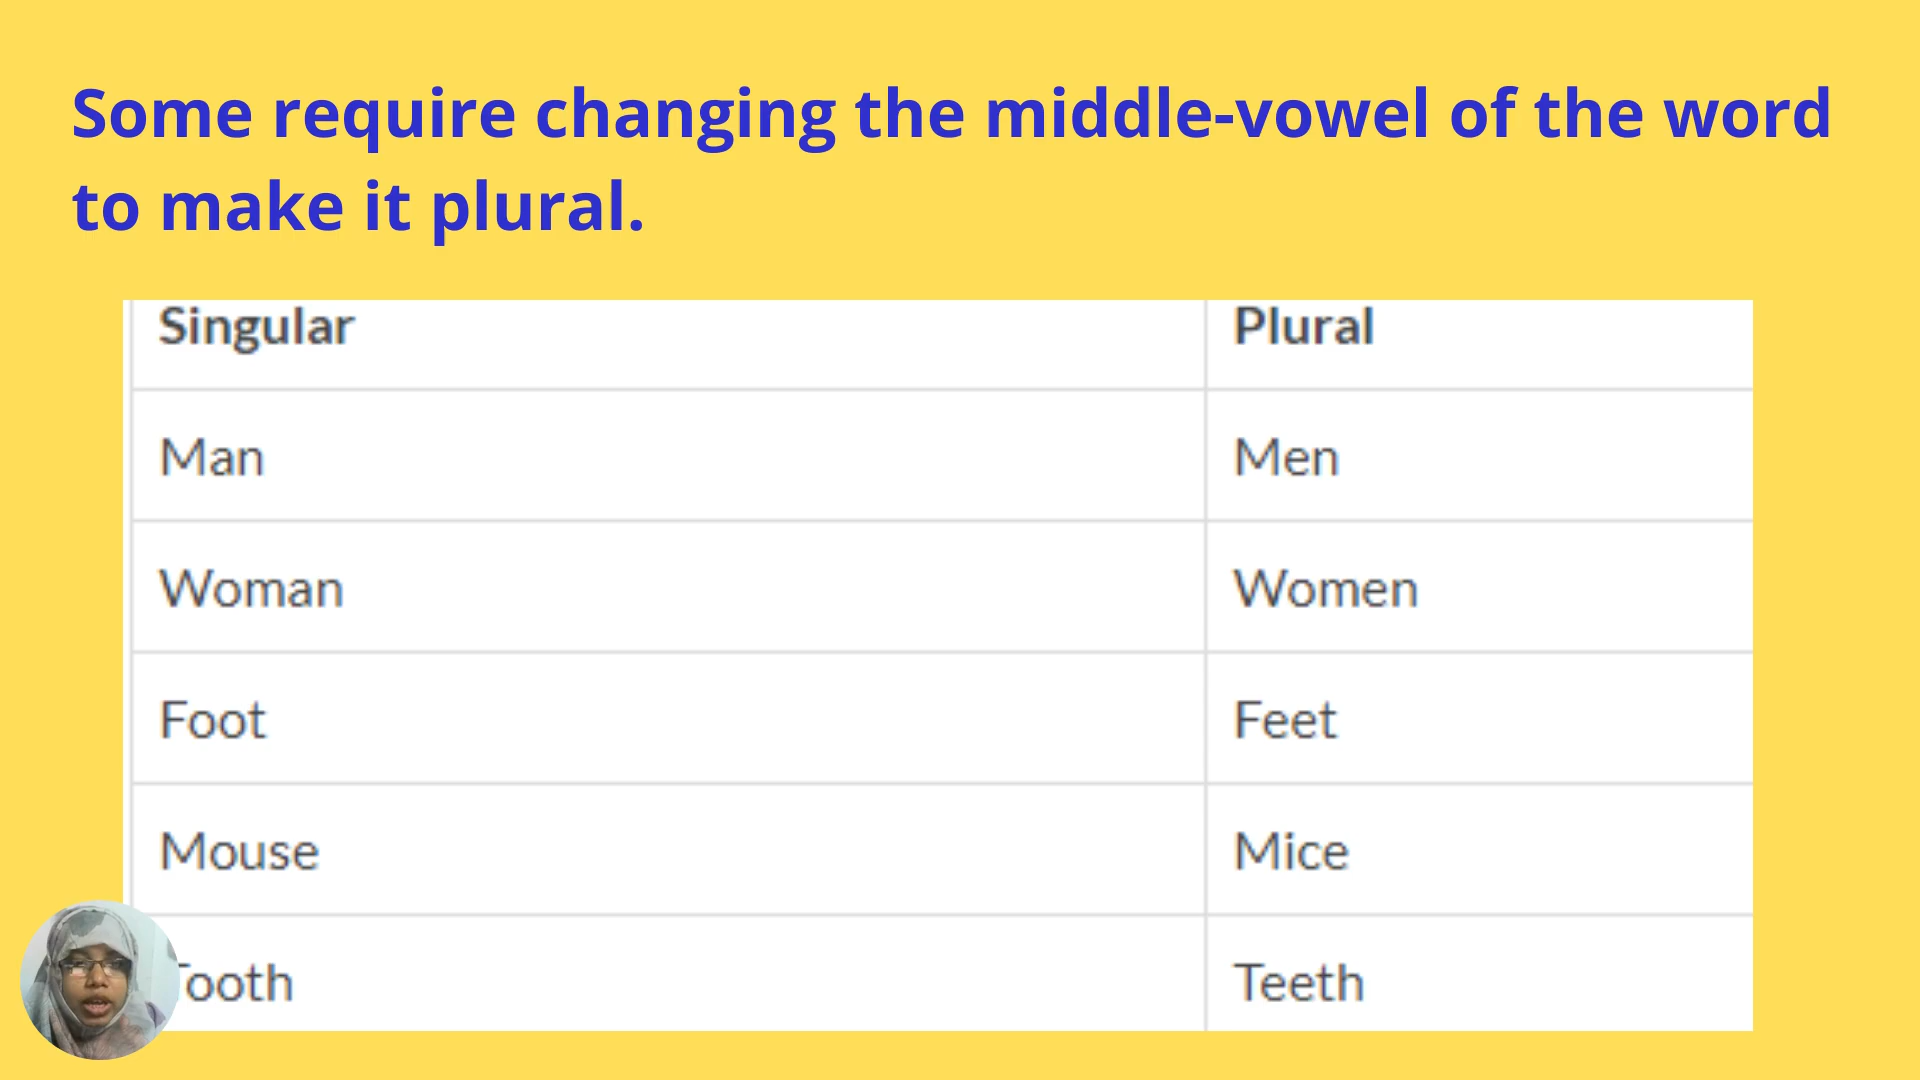 Some require changing the middle-vowel of the word
to make it plural.
Singular Plural
Man Men
Woman Women
Foot Feet
Mouse Mice
Tooth Teeth